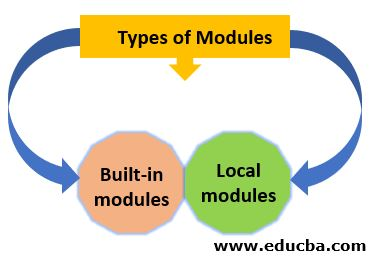 Types of Modules
Built-in
modules
Local
modules
www.educba.com